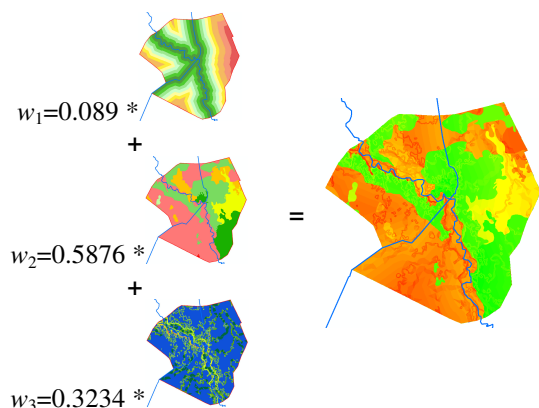 w₁=0.089 *
+
w₂=0.5876 *
=
+
w₃=0.3234 *